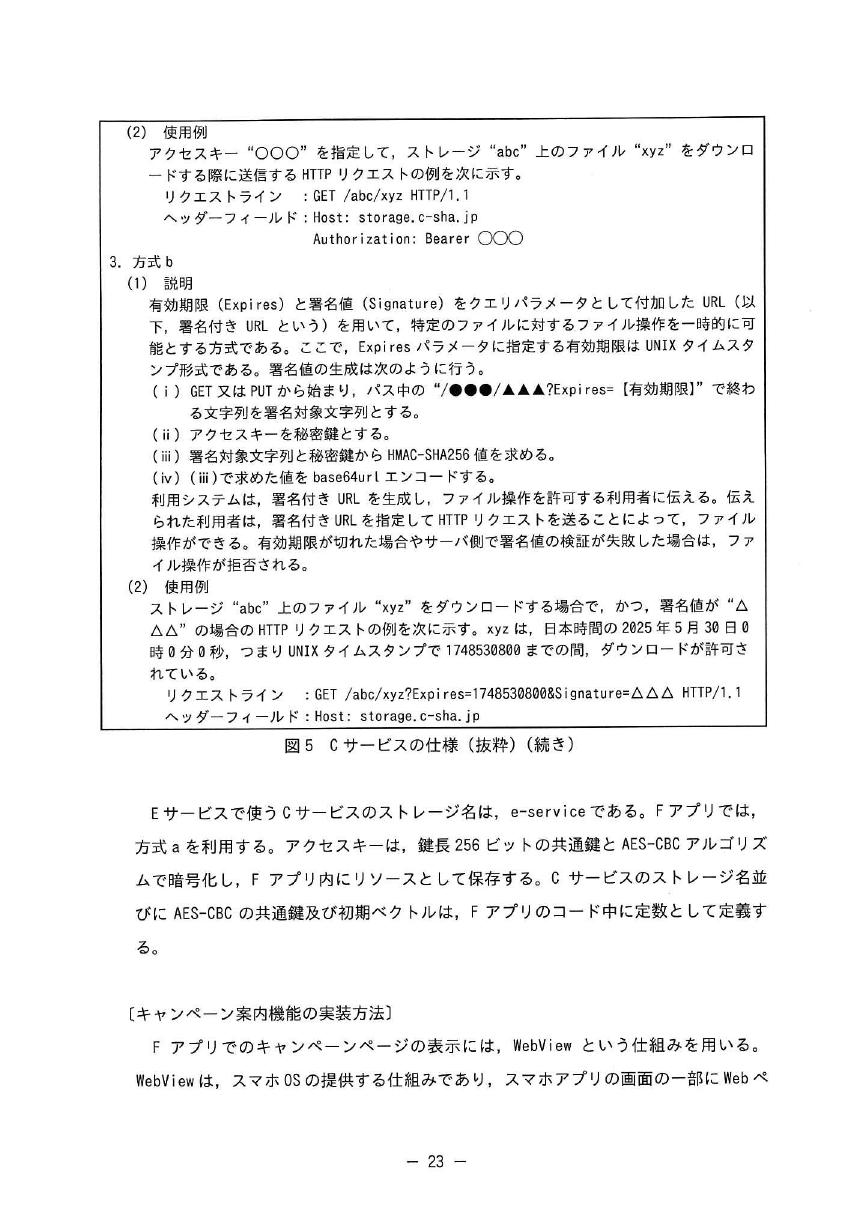 (2) 使用例
アクセスキー “○○○” を指定して，ストレージ “abc” 上のファイル “xyz” をダウンロ
ードする際に送信する HTTP リクエストの例を次に示す。
リクエストライン ：GET /abc/xyz HTTP/1.1
ヘッダーフィールド：Host: storage.c-sha.jp
Authorization: Bearer ○○○
3. 方式b
(1) 説明
有効期限（Expires）と署名値（Signature）をクエリパラメータとして付加した URL（以
下，署名付き URL という）を用いて，特定のファイルに対するファイル操作を一時的に可
能とする方式である。ここで，Expires パラメータに指定する有効期限は UNIX タイムスタ
ンプ形式である。署名値の生成は次のように行う。
(ⅰ) GET 又は PUT から始まり，パス中の “/●●●/▲▲▲?Expires=【有効期限】” で終わ
る文字列を署名対象文字列とする。
(ⅱ) アクセスキーを秘密鍵とする。
(ⅲ) 署名対象文字列と秘密鍵から HMAC-SHA256 値を求める。
(ⅳ) (ⅲ)で求めた値を base64url エンコードする。
利用システムは，署名付き URL を生成し，ファイル操作を許可する利用者に伝える。伝え
られた利用者は，署名付き URL を指定して HTTP リクエストを送ることによって，ファイル
操作ができる。有効期限が切れた場合やサーバ側で署名値の検証が失敗した場合は，ファ
イル操作が拒否される。
(2) 使用例
ストレージ “abc” 上のファイル “xyz” をダウンロードする場合で，かつ，署名値が “△
△△” の場合の HTTP リクエストの例を次に示す。xyz は，日本時間の 2025 年 5 月 30 日 0
時 0 分 0 秒，つまり UNIX タイムスタンプで 1748530800 までの間，ダウンロードが許可さ
れている。
リクエストライン ：GET /abc/xyz?Expires=1748530800&Signature=△△△ HTTP/1.1
ヘッダーフィールド：Host: storage.c-sha.jp
図5 Cサービスの仕様（抜粋）（続き）
Eサービスで使うCサービスのストレージ名は，e-service である。Fアプリでは，
方式aを利用する。アクセスキーは，鍵長256ビットの共通鍵と AES-CBC アルゴリズ
ムで暗号化し，F アプリ内にリソースとして保存する。C サービスのストレージ名並
びに AES-CBC の共通鍵及び初期ベクトルは，F アプリのコード中に定数として定義す
る。
〔キャンペーン案内機能の実装方法〕
F アプリでのキャンペーンページの表示には，WebView という仕組みを用いる。
WebView は，スマホ OS の提供する仕組みであり，スマホアプリの画面の一部に Web ペ
－ 23 －